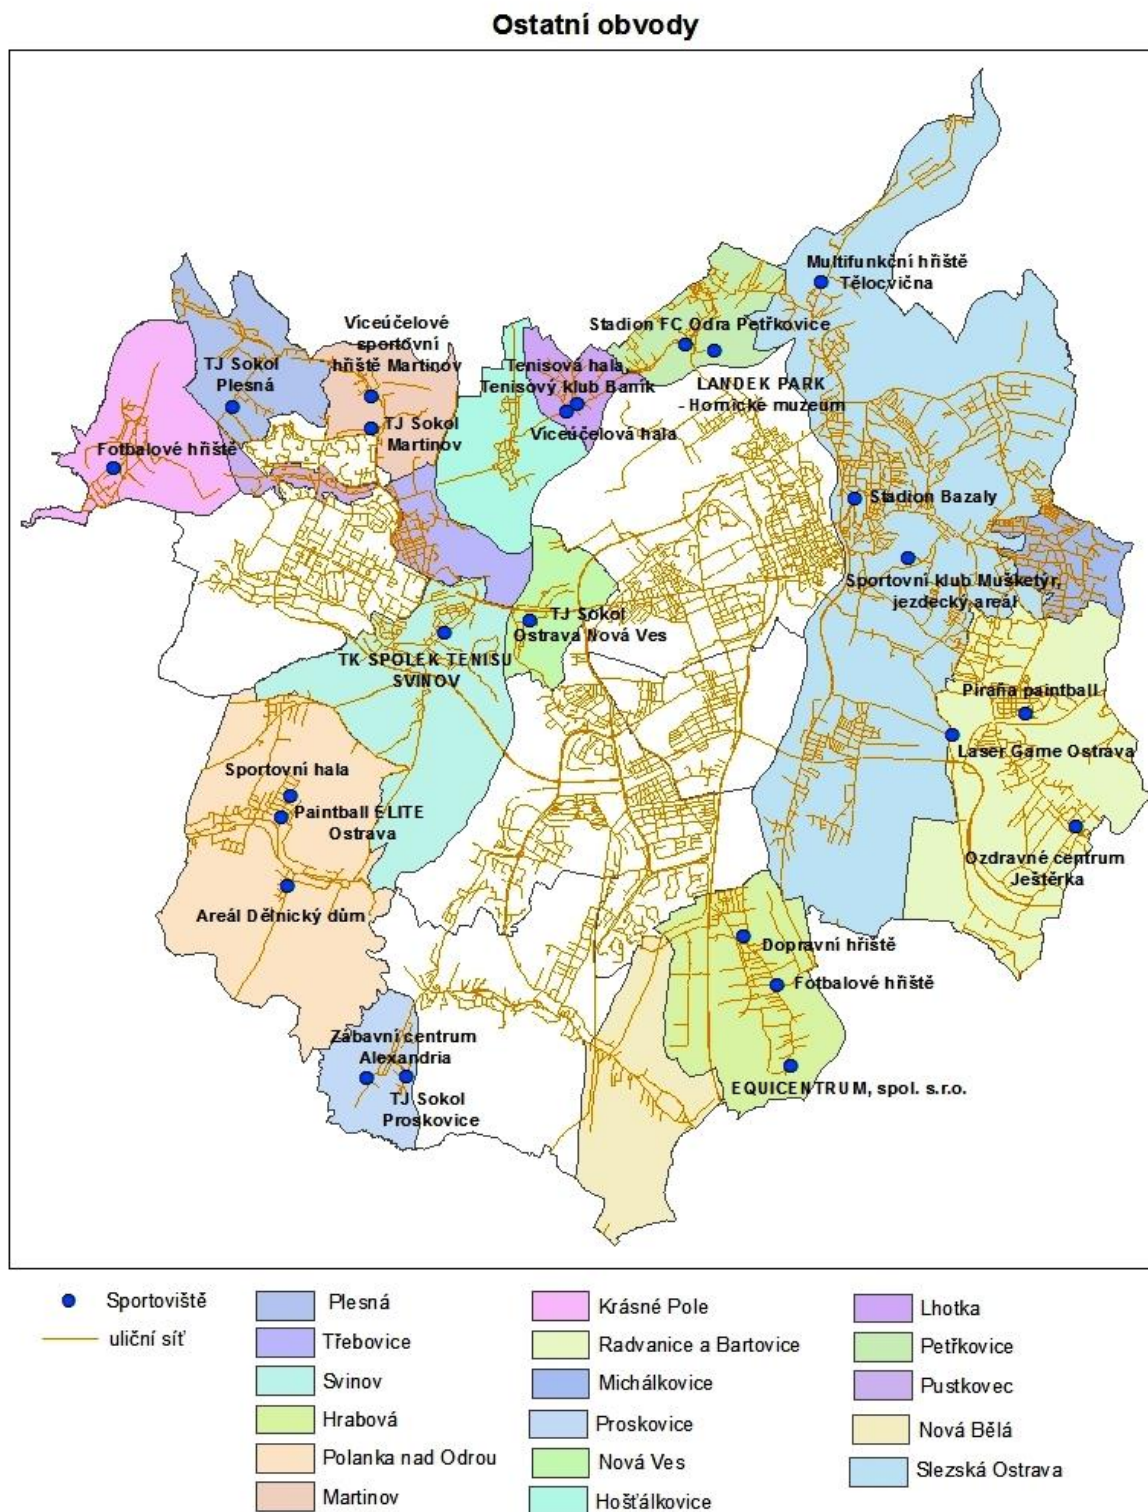 Ostatní obvody
Multifunkční hřiště
Tělocvična
Víceúčelové
sportovní
hřiště Martinov
Stadion FC Odra Petřkovice
TJ Sokol
Plesná
Tenisová hala,
Tenisový klub Baník
LANDEK PARK
- Hornické muzeum
TJ Sokol
Martinov
Víceúčelová hala
Fotbalové hřiště
Stadion Bazaly
Sportovní klub Mušketýr,
jezdecký areál
TJ Sokol
Ostrava Nová Ves
TK SPOLEK TENISU
SVINOV
Piraňa paintball
Laser Game Ostrava
Sportovní hala
Paintball ELITE
Ostrava
Ozdravné centrum
Ještěrka
Areál Dělnický dům
Dopravní hřiště
Fotbalové hřiště
Zábavní centrum
Alexandria
TJ Sokol
Proskovice
EQUICENTRUM, spol. s.r.o.
Sportoviště
uliční síť
Plesná
Třebovice
Svinov
Hrabová
Polanka nad Odrou
Martinov
Krásné Pole
Radvanice a Bartovice
Michálkovice
Proskovice
Nová Ves
Hošťálkovice
Lhotka
Petřkovice
Pustkovec
Nová Bělá
Slezská Ostrava